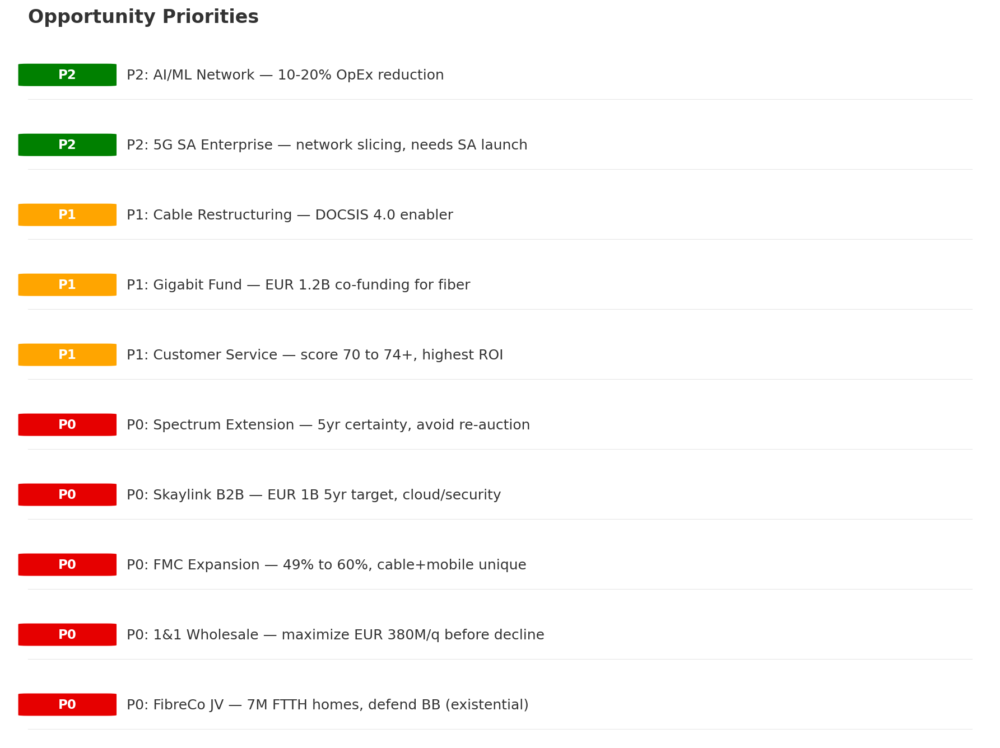 Opportunity Priorities
P2 P2: AI/ML Network — 10-20% OpEx reduction
P2 P2: 5G SA Enterprise — network slicing, needs SA launch
P1 P1: Cable Restructuring — DOCSIS 4.0 enabler
P1 P1: Gigabit Fund — EUR 1.2B co-funding for fiber
P1 P1: Customer Service — score 70 to 74+, highest ROI
P0 P0: Spectrum Extension — 5yr certainty, avoid re-auction
P0 P0: Skaylink B2B — EUR 1B 5yr target, cloud/security
P0 P0: FMC Expansion — 49% to 60%, cable+mobile unique
P0 P0: 1&1 Wholesale — maximize EUR 380M/q before decline
P0 P0: FibreCo JV — 7M FTTH homes, defend BB (existential)